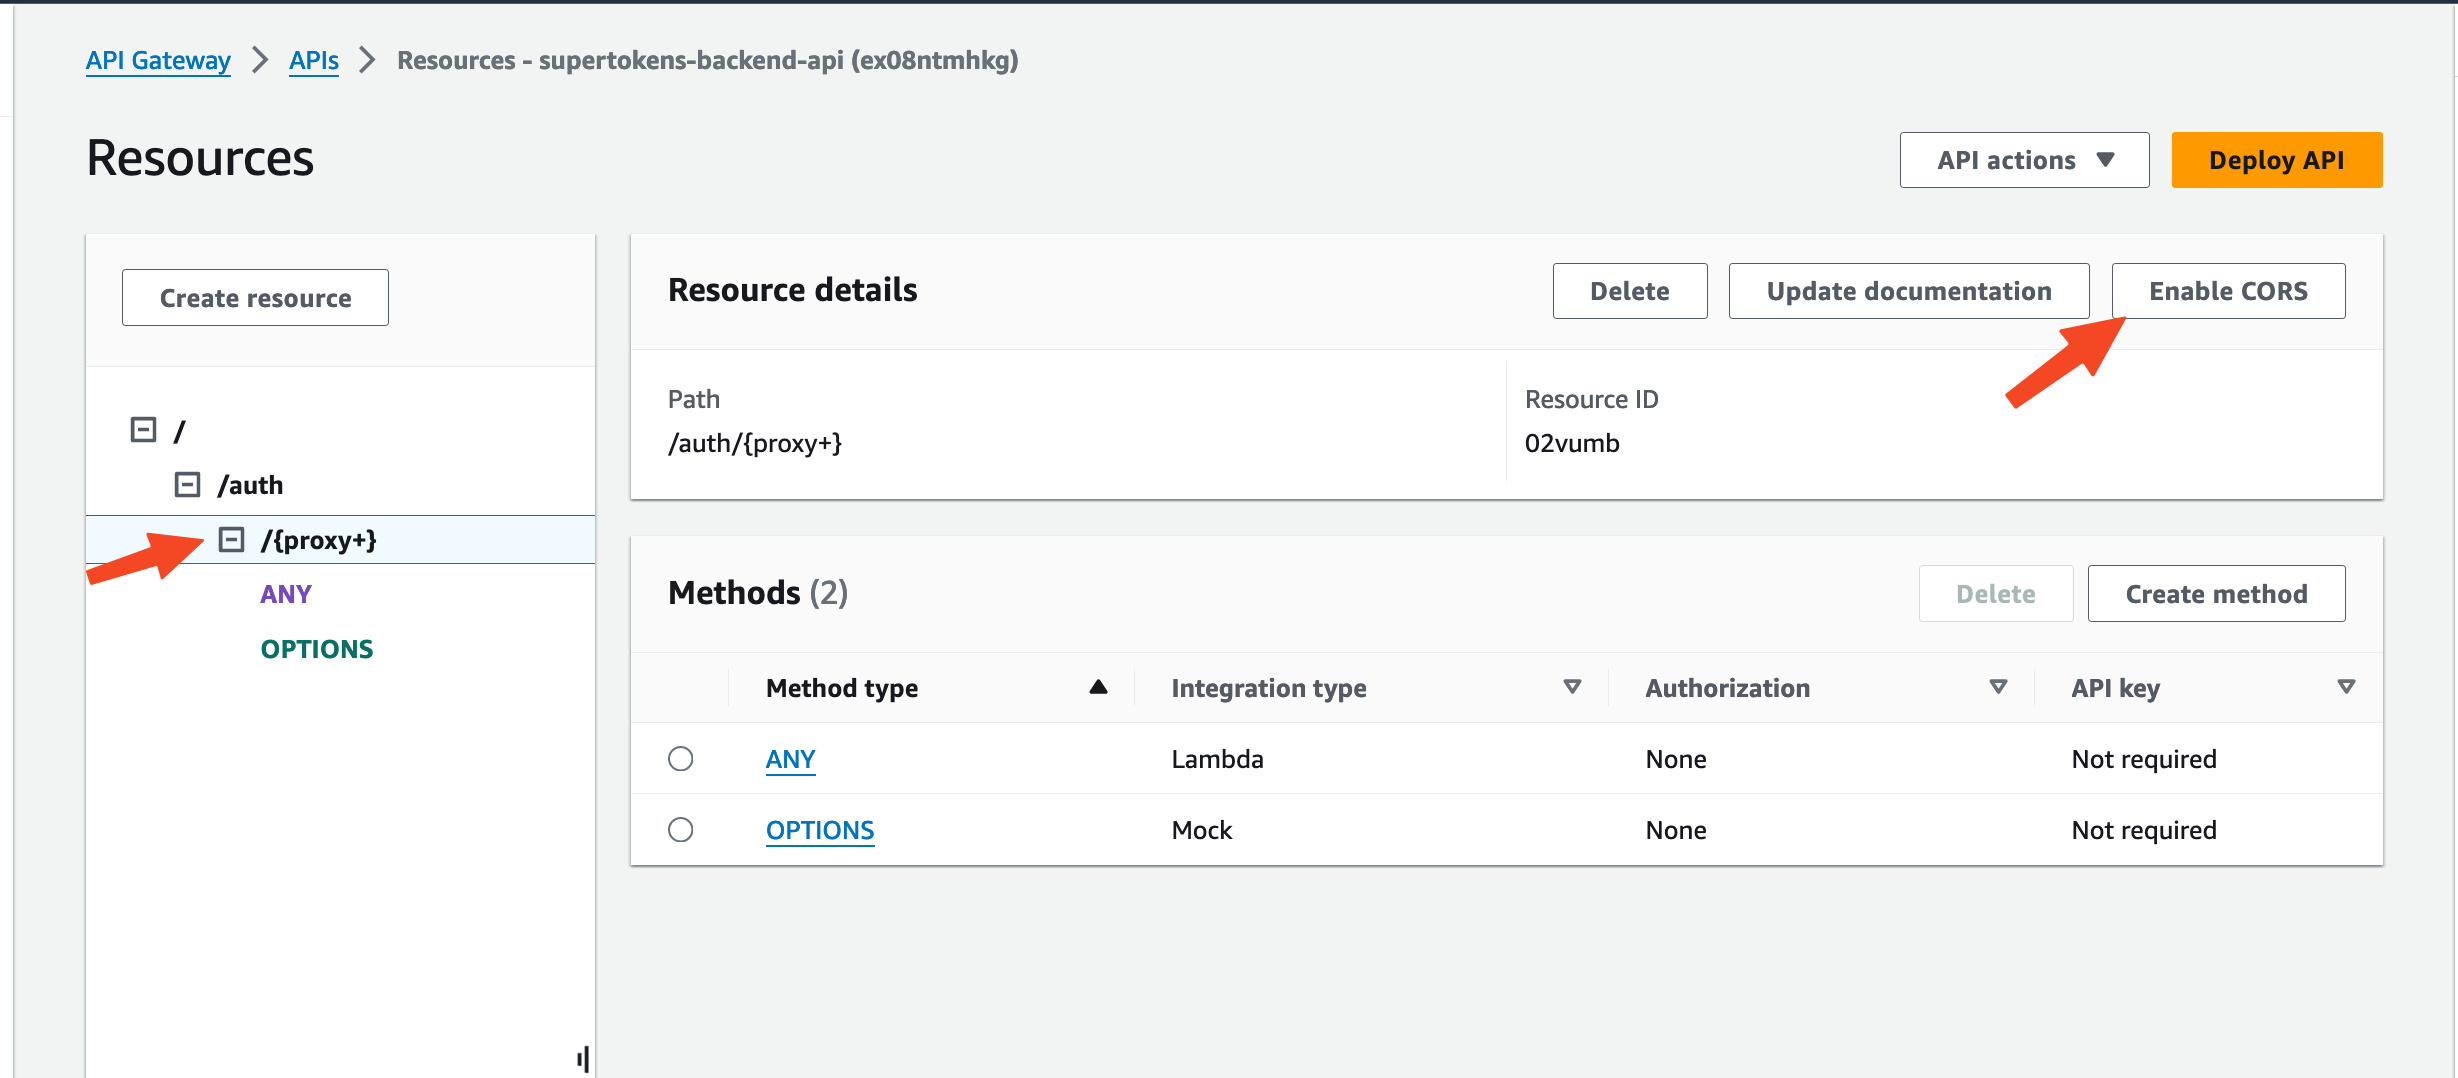 API Gateway > APIs > Resources - supertokens-backend-api (ex08ntmhkg)
Resources
API actions
Deploy API
Create resource
/
/auth
/{proxy+}
ANY
OPTIONS
Resource details
Delete
Update documentation
Enable CORS
Path
/auth/{proxy+}
Resource ID
02vumb
Methods (2)
Delete
Create method
Method type Integration type Authorization API key
ANY Lambda None Not required
OPTIONS Mock None Not required